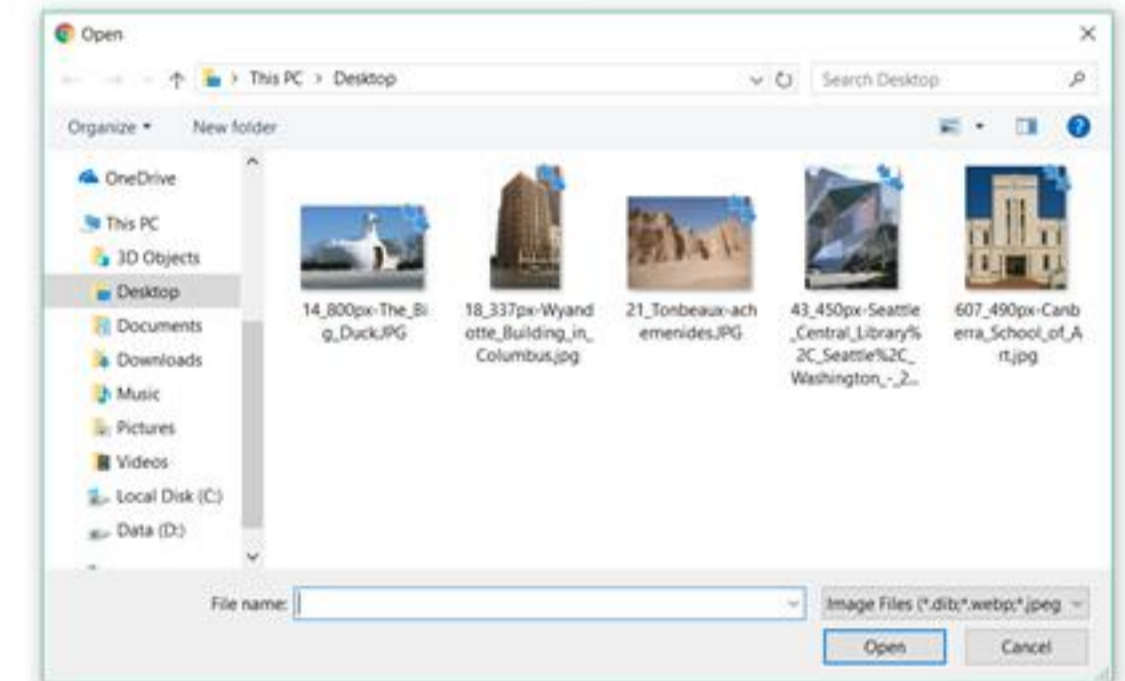 Open
This PC > Desktop
Search Desktop
Organize
New folder
OneDrive
This PC
3D Objects
Desktop
Documents
Downloads
Music
Pictures
Videos
Local Disk (C:)
Data (D:)
14_800px-The_Bi
g_Duck.JPG
18_337px-Wyand
otte_Building_in_
Columbus.jpg
21_Tonbeaux-ach
emenides.JPG
43_450px-Seattle
_Central_Library%
2C_Seattle%2C_
Washington_-_2...
607_490px-Canb
erra_School_of_A
rt.jpg
File name:
Image Files (*.dib;*.webp;*.jpeg
Open
Cancel